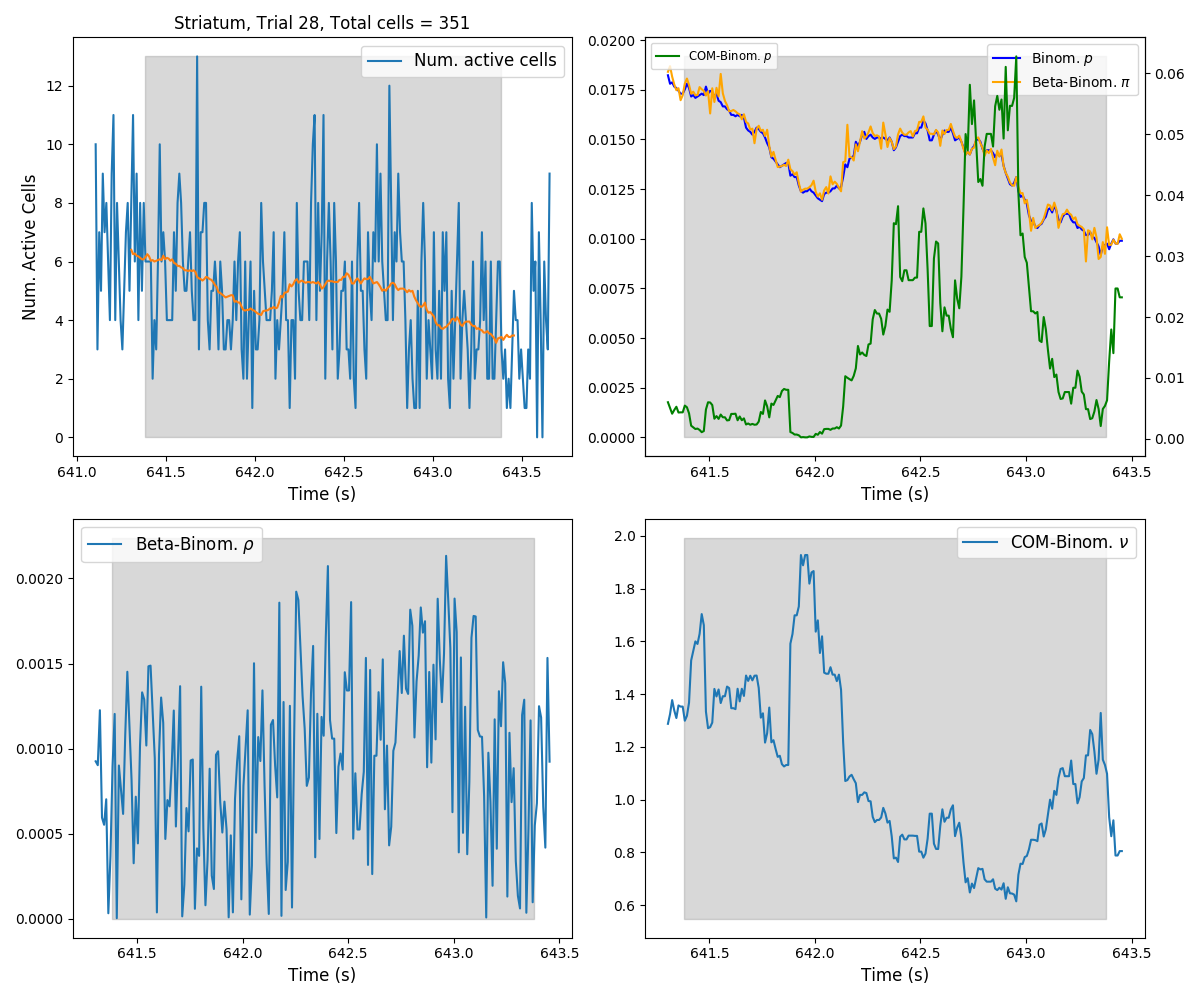 Striatum, Trial 28, Total cells = 351
Num. active cells
Num. Active Cells
12
10
8
6
4
2
0
641.0 641.5 642.0 642.5 643.0 643.5
Time (s)
COM-Binom. p
Binom. p
Beta-Binom. π
0.0200
0.0175
0.0150
0.0125
0.0100
0.0075
0.0050
0.0025
0.0000
0.06
0.05
0.04
0.03
0.02
0.01
0.00
641.5 642.0 642.5 643.0 643.5
Time (s)
Beta-Binom. ρ
0.0020
0.0015
0.0010
0.0005
0.0000
641.5 642.0 642.5 643.0 643.5
Time (s)
COM-Binom. ν
2.0
1.8
1.6
1.4
1.2
1.0
0.8
0.6
641.5 642.0 642.5 643.0 643.5
Time (s)